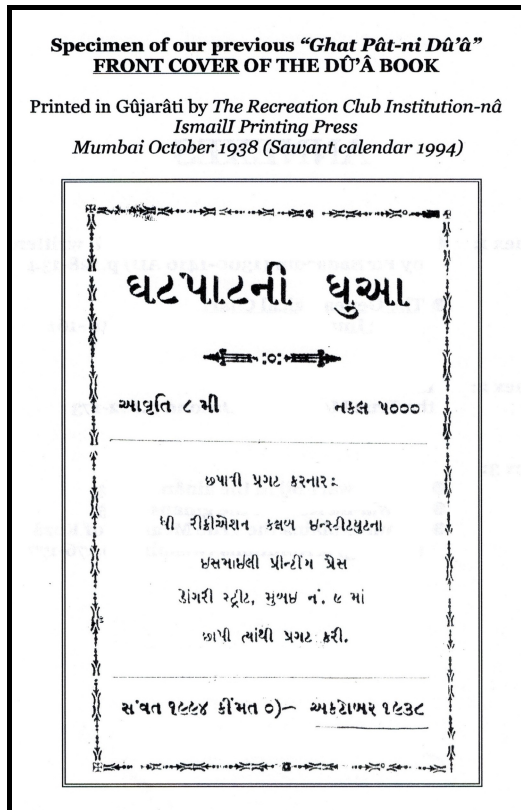 Specimen of our previous “Ghat Pât-ni Dû’â”
FRONT COVER OF THE DÛ’Â BOOK
Printed in Gûjarâti by The Recreation Club Institution-nâ
IsmailI Printing Press
Mumbai October 1938 (Sawant calendar 1994)
ઘટપાટની ધુઆ
આવૃતિ ૮ મી નકલ ૫૦૦૦
છપાવી પ્રગટ કરનારઃ
ધી રીક્રીએશન કલબ ઇન્સ્ટીટયુટના
ઇસમાઇલી પ્રીન્ટીંગ પ્રેસ
ડોંગરી સ્ટ્રીટ, મુંબઇ નં. ૯ માં
છાપી ત્યાંથી પ્રગટ કરી.
સંવત ૧૯૯૪ કીંમત ૦)~ અકટોબર ૧૯૩૮